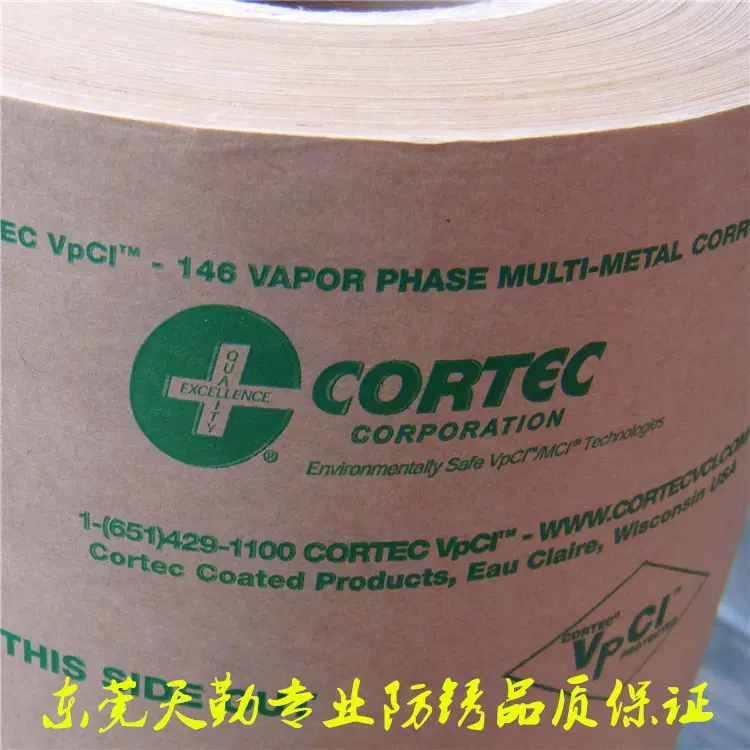 EC VpCI™ - 146 VAPOR PHASE MULTI-METAL CORR
QUALITY
EXCELLENCE
®
CORTEC
CORPORATION
Environmentally Safe VpCI®/MCI® Technologies
1-(651)429-1100 CORTEC VpCI™ - WWW.CORTECVCI.COM
Cortec Coated Products, Eau Claire, Wisconsin USA
CORTEC®
VpCI™
PROTECTED
THIS SIDE OUT
东莞天勤专业防锈品质保证